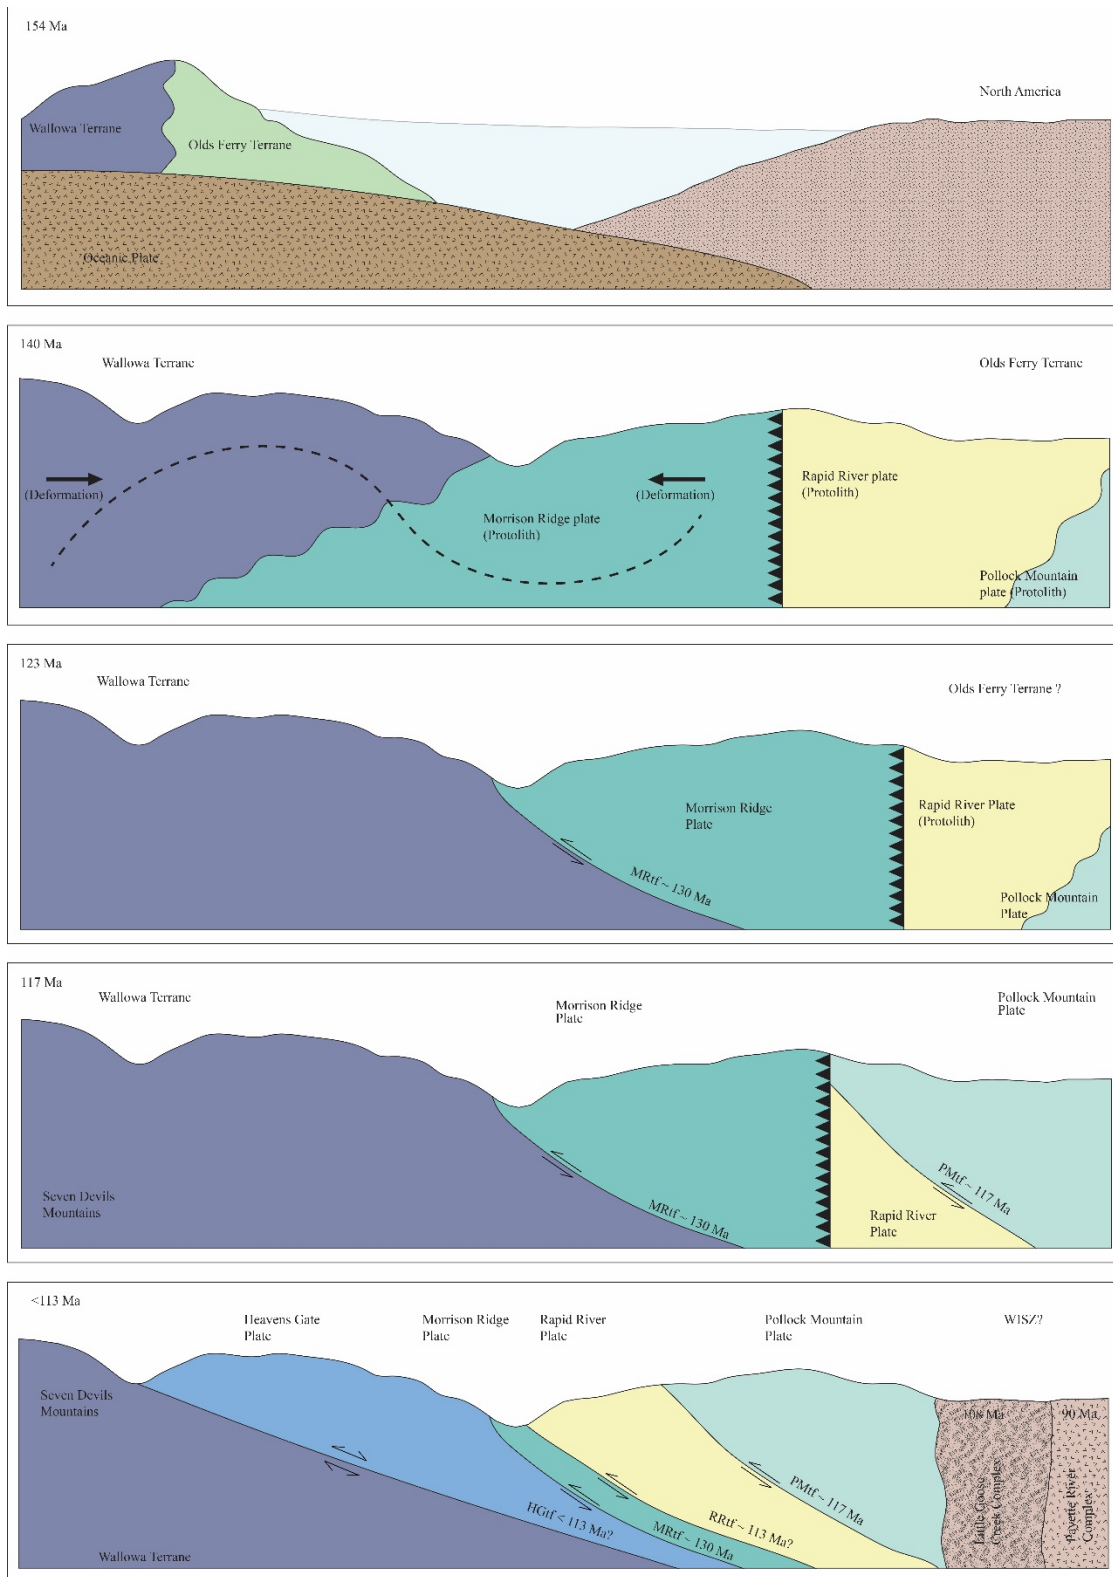 154 Ma
North America
Wallowa Terrane
Olds Ferry Terrane
Oceanic Plate
140 Ma
Wallowa Terrane
Olds Ferry Terrane
(Deformation)
(Deformation)
Rapid River plate
(Protolith)
Morrison Ridge plate
(Protolith)
Pollock Mountain
plate (Protolith)
123 Ma
Wallowa Terrane
Olds Ferry Terrane ?
Morrison Ridge
Plate
Rapid River Plate
(Protolith)
MRtf ~ 130 Ma
Pollock Mountain
Plate
117 Ma
Wallowa Terrane
Morrison Ridge
Plate
Pollock Mountain
Plate
Seven Devils
Mountains
MRtf ~ 130 Ma
Rapid River
Plate
PMtf ~ 117 Ma
<113 Ma
Heavens Gate
Plate
Morrison Ridge
Plate
Rapid River
Plate
Pollock Mountain
Plate
WISZ?
Seven Devils
Mountains
108 Ma
90 Ma
HGtf < 113 Ma?
MRtf ~ 130 Ma
RRtf ~ 113 Ma?
PMtf ~ 117 Ma
Little Goose
Creek Complex
Payette River
Complex
Wallowa Terrane